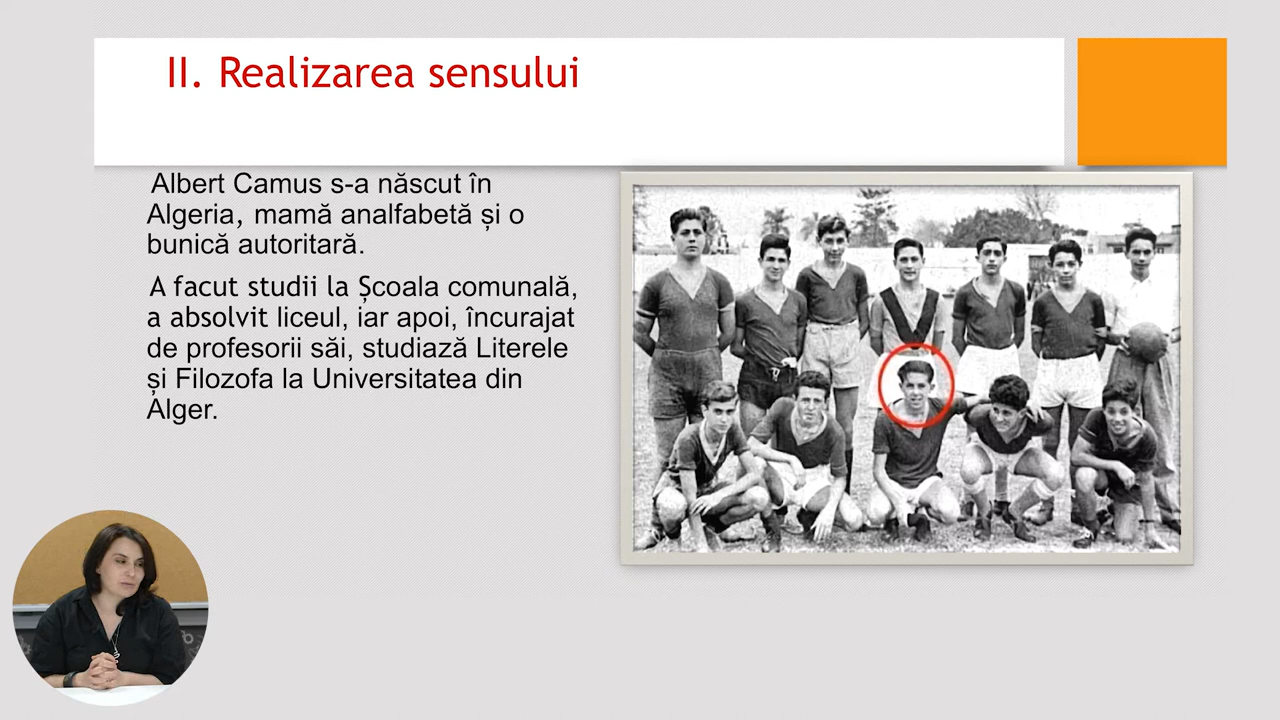 II. Realizarea sensului
Albert Camus s-a născut în
Algeria, mamă analfabetă și o
bunică autoritară.
A facut studii la Școala comunală,
a absolvit liceul, iar apoi, încurajat
de profesorii săi, studiază Literele
și Filozofa la Universitatea din
Alger.